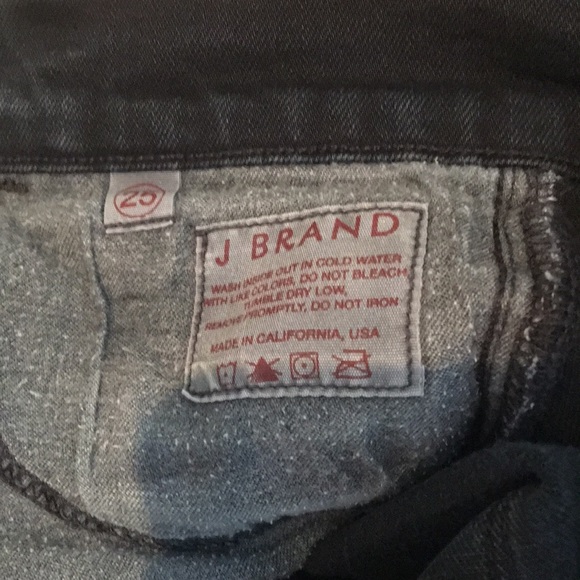 25
J BRAND
WASH INSIDE OUT IN COLD WATER
WITH LIKE COLORS, DO NOT BLEACH,
TUMBLE DRY LOW,
REMOVE PROMPTLY, DO NOT IRON
MADE IN CALIFORNIA, USA